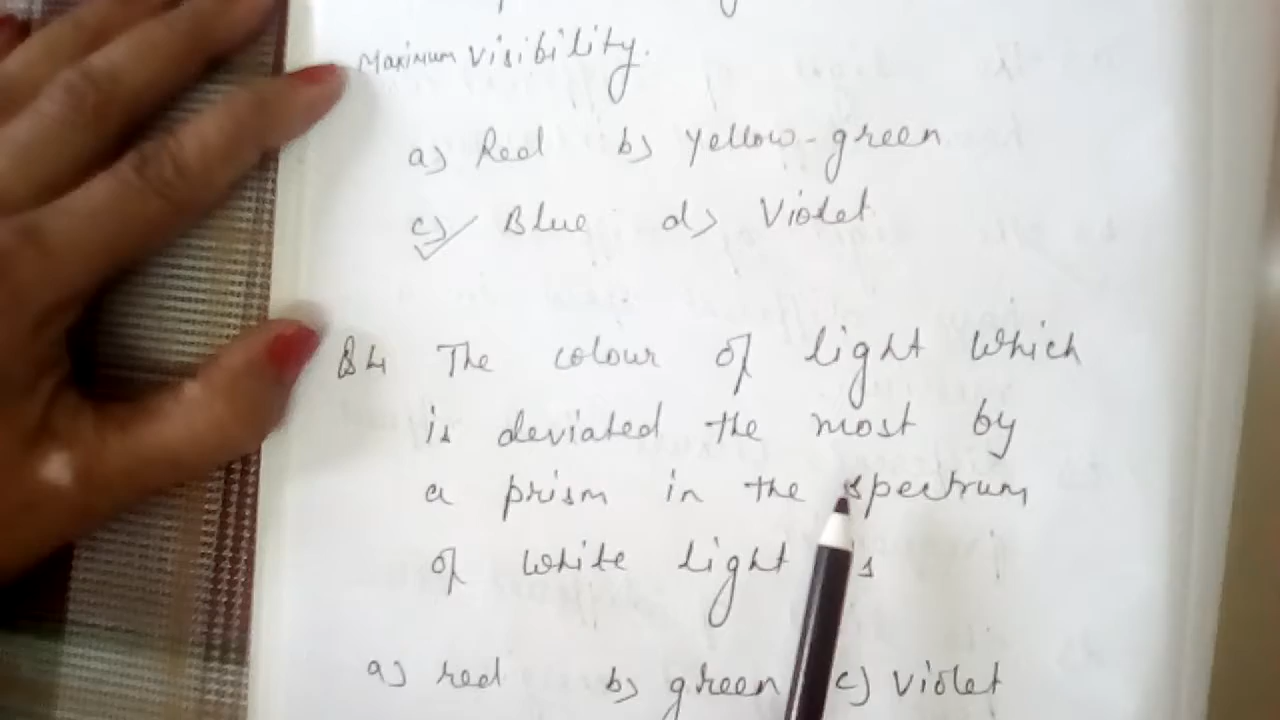 Maximum visibility.
a) Red b) Yellow-green
c) Blue d) Violet
Q4 The colour of light which
is deviated the most by
a prism in the spectrum
of white light is
a) red b) green c) violet